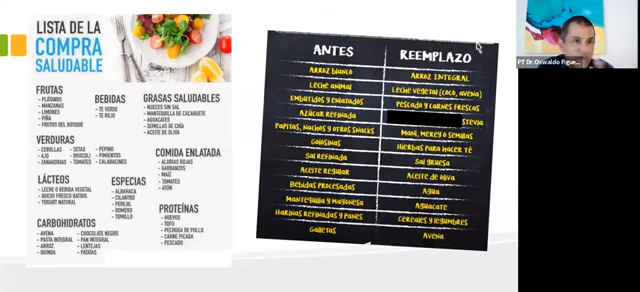 LISTA DE LA
COMPRA
SALUDABLE
FRUTAS
- PLÁTANOS
- MANZANAS
- LIMONES
- PIÑA
- FRUTOS DEL BOSQUE
BEBIDAS
- TE VERDE
- TE ROJO
GRASAS SALUDABLES
- NUECES SIN SAL
- MANTEQUILLA DE CACAHUETE
- AGUACATES
- SEMILLAS DE CHÍA
- ACEITE DE OLIVA
VERDURAS
- CEBOLLAS
- AJO
- ZANAHORIAS
- SETAS
- BROCOLI
- TOMATES
- PEPINO
- PIMIENTOS
- CALABACINES
COMIDA ENLATADA
- ALUBIAS ROJAS
- GARBANZOS
- MAÍZ
- TOMATES
- ATÚN
LÁCTEOS
- LECHE O BEBIDA VEGETAL
- QUESO FRESCO BATIDO
- YOGURT NATURAL
ESPECIAS
- ALBAHACA
- CILANTRO
- PEREJIL
- ROMERO
- TOMILLO
PROTEÍNAS
- HUEVOS
- TOFU
- PECHUGA DE POLLO
- CARNE PICADA
- PESCADO
CARBOHIDRATOS
- AVENA
- PASTA INTEGRAL
- ARROZ
- QUINOA
- CHOCOLATE NEGRO
- PAN INTEGRAL
- LENTEJAS
- PATATAS
ANTES REEMPLAZO
Arroz blanco Arroz integral
Leche animal Leche vegetal (coco, avena)
Embutidos y enlatados Pescado y carnes frescas
Azúcar refinada Stevia
Papitas, nachos y otros snacks Maní, merey o semillas
Golosinas Hierbas para hacer té
Sal refinada Sal gruesa
Aceite regular Aceite de oliva
Bebidas procesadas Agua
Mantequilla y mayonesa Aguacate
Harinas refinadas y panes Cereales y legumbres
Galletas Avena
PT Dr.Oswaldo Figue...